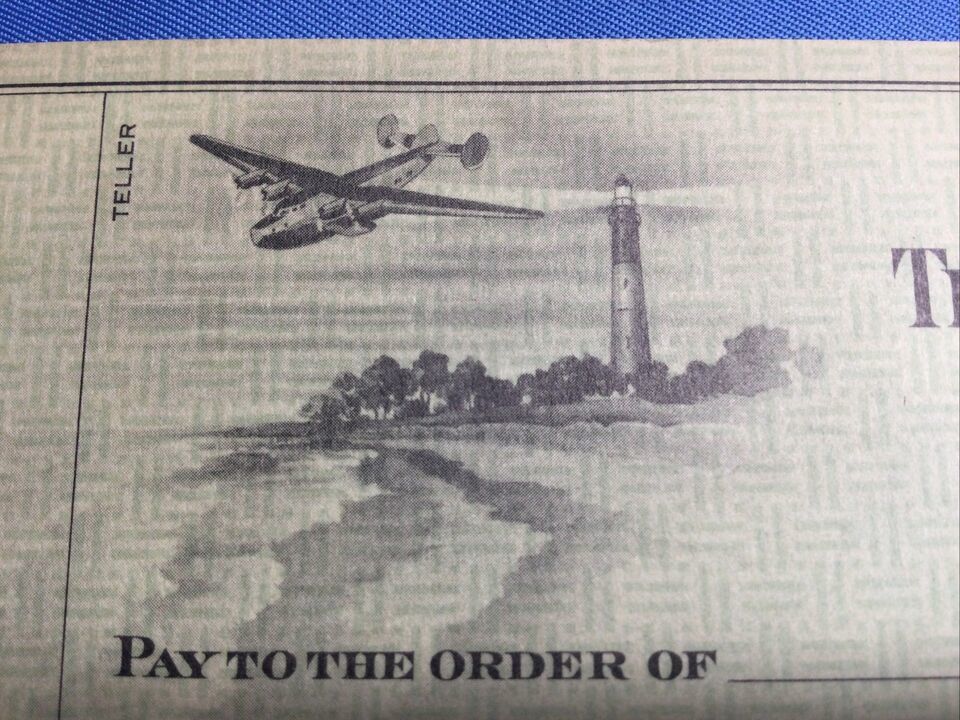 TELLER
PAY TO THE ORDER OF